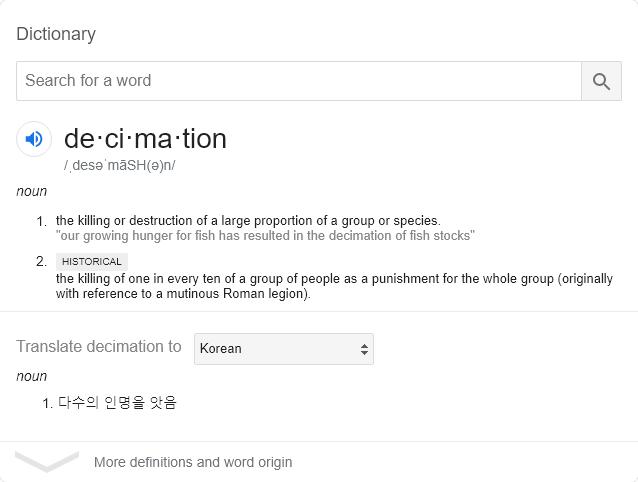 Dictionary
Search for a word
de·ci·ma·tion
/ˌdesəˈmāSH(ə)n/
noun
1. the killing or destruction of a large proportion of a group or species.
"our growing hunger for fish has resulted in the decimation of fish stocks"
2. HISTORICAL
the killing of one in every ten of a group of people as a punishment for the whole group (originally
with reference to a mutinous Roman legion).
Translate decimation to Korean
noun
1. 다수의 인명을 앗음
More definitions and word origin